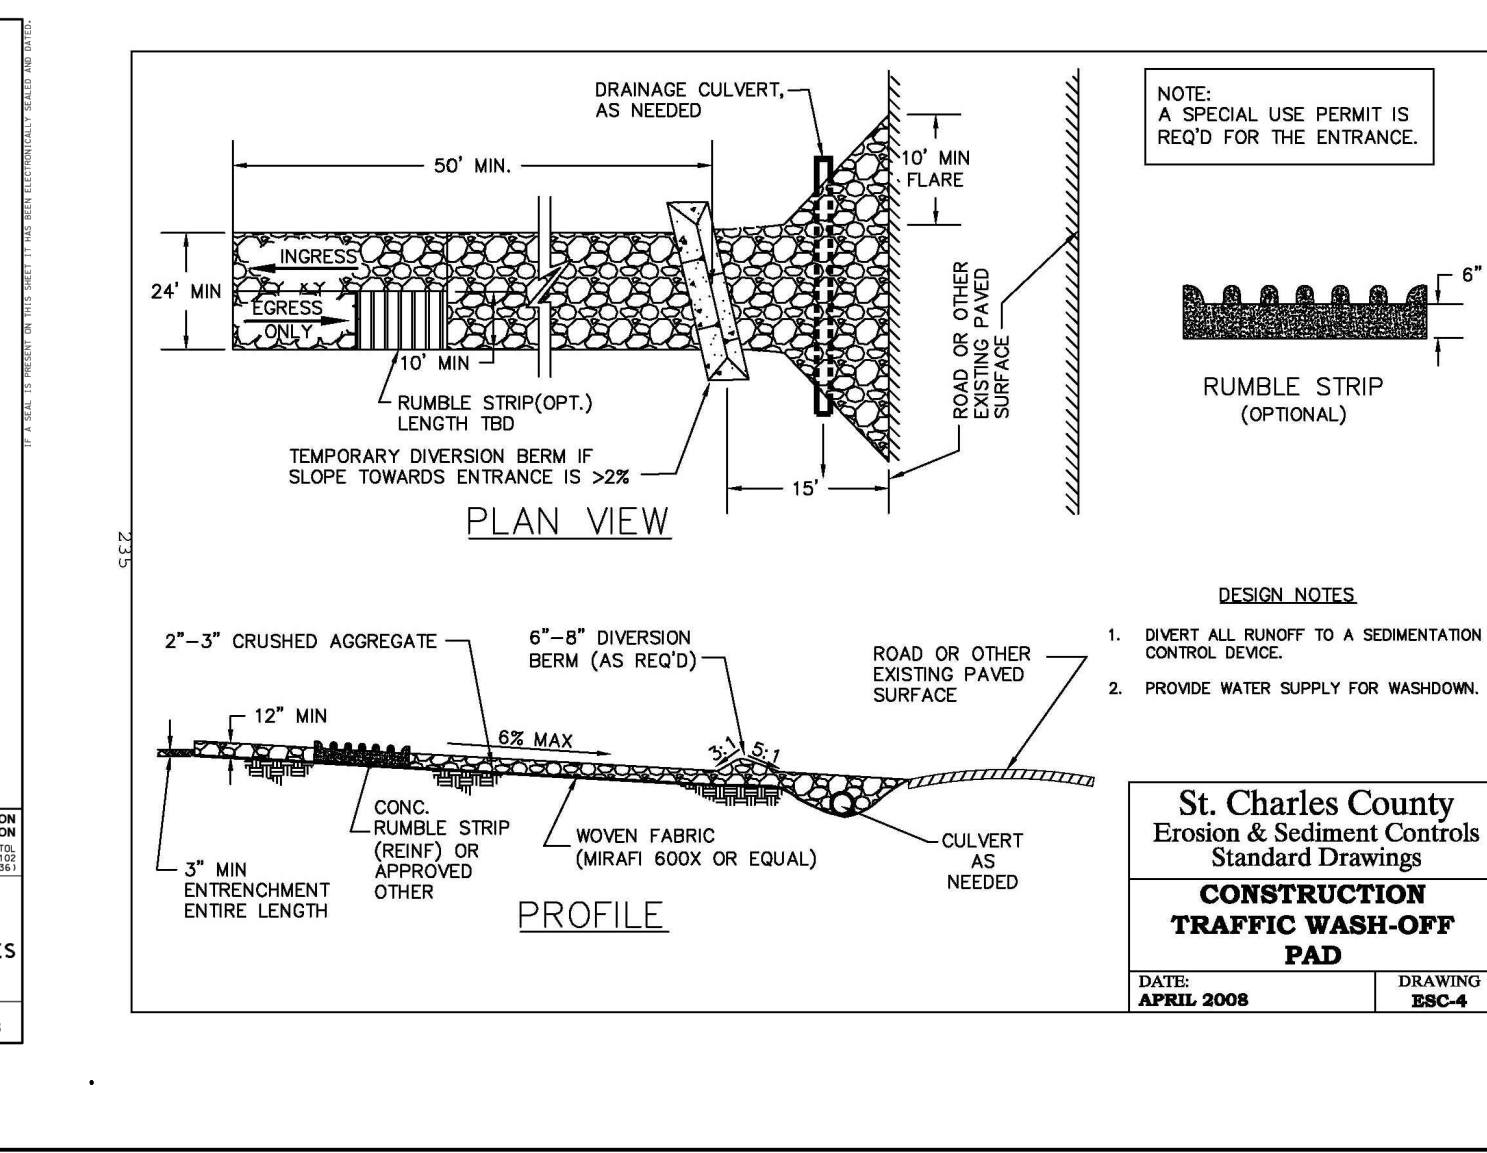 IF A SEAL IS PRESENT ON THIS SHEET IT HAS BEEN ELECTRONICALLY SEALED AND DATED.
ON
ON
TOL
102
36)
ES
235
DRAINAGE CULVERT,
AS NEEDED
50' MIN.
10' MIN
FLARE
INGRESS
24' MIN
EGRESS
ONLY
10' MIN
RUMBLE STRIP(OPT.)
LENGTH TBD
TEMPORARY DIVERSION BERM IF
SLOPE TOWARDS ENTRANCE IS >2%
15'
ROAD OR OTHER
EXISTING PAVED
SURFACE
PLAN VIEW
NOTE:
A SPECIAL USE PERMIT IS
REQ'D FOR THE ENTRANCE.
6"
RUMBLE STRIP
(OPTIONAL)
DESIGN NOTES
1. DIVERT ALL RUNOFF TO A SEDIMENTATION
CONTROL DEVICE.
2. PROVIDE WATER SUPPLY FOR WASHDOWN.
2"-3" CRUSHED AGGREGATE
6"-8" DIVERSION
BERM (AS REQ'D)
ROAD OR OTHER
EXISTING PAVED
SURFACE
12" MIN
6% MAX
3:1
5:1
CONC.
RUMBLE STRIP
(REINF) OR
APPROVED
OTHER
WOVEN FABRIC
(MIRAFI 600X OR EQUAL)
CULVERT
AS
NEEDED
3" MIN
ENTRENCHMENT
ENTIRE LENGTH
PROFILE
St. Charles County
Erosion & Sediment Controls
Standard Drawings
CONSTRUCTION
TRAFFIC WASH-OFF
PAD
DATE:
APRIL 2008
DRAWING
ESC-4